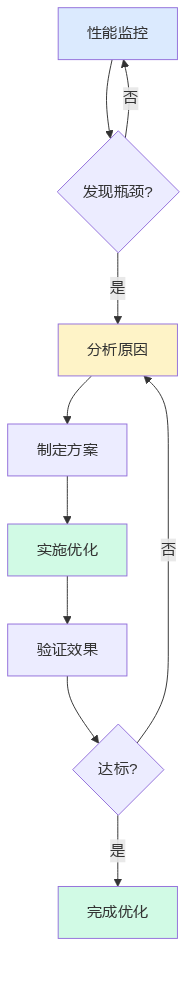 性能监控
否
发现瓶颈?
是
分析原因
制定方案
实施优化
否
验证效果
达标?
是
完成优化